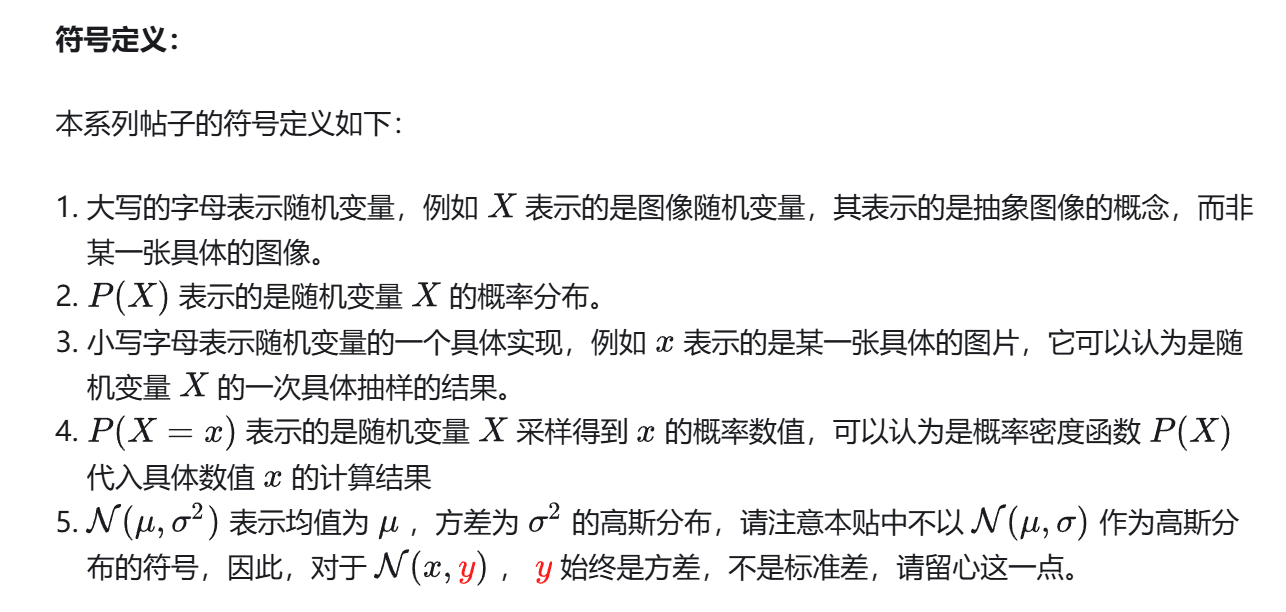 符号定义：
本系列帖子的符号定义如下：
1. 大写的字母表示随机变量，例如 X 表示的是图像随机变量，其表示的是抽象图像的概念，而非
某一张具体的图像。
2. P(X) 表示的是随机变量 X 的概率分布。
3. 小写字母表示随机变量的一个具体实现，例如 x 表示的是某一张具体的图片，它可以认为是随
机变量 X 的一次具体抽样的结果。
4. P(X = x) 表示的是随机变量 X 采样得到 x 的概率数值，可以认为是概率密度函数 P(X)
代入具体数值 x 的计算结果
5. 𝒩(μ, σ²) 表示均值为 μ ，方差为 σ² 的高斯分布，请注意本贴中不以 𝒩(μ, σ) 作为高斯分
布的符号，因此，对于 𝒩(x, y) ， y 始终是方差，不是标准差，请留心这一点。